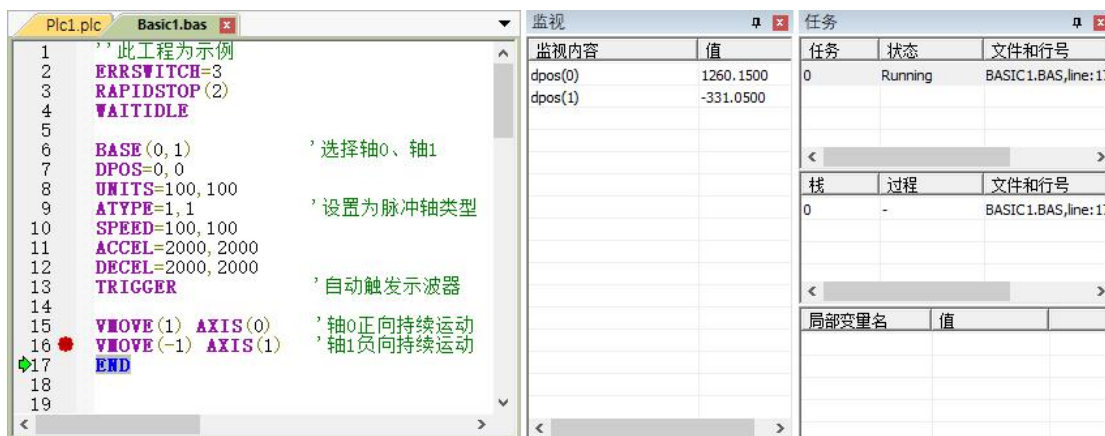 Plc1.plc Basic1.bas
1 ''此工程为示例
2 ERRSWITCH=3
3 RAPIDSTOP(2)
4 WAITIDLE
5
6 BASE(0,1) '选择轴0、轴1
7 DPOS=0,0
8 UNITS=100,100
9 ATYPE=1,1 '设置为脉冲轴类型
10 SPEED=100,100
11 ACCEL=2000,2000
12 DECEL=2000,2000
13 TRIGGER '自动触发示波器
14
15 VMOVE(1) AXIS(0) '轴0正向持续运动
16 VMOVE(-1) AXIS(1) '轴1负向持续运动
17 END
18
19
监视
监视内容 值
dpos(0) 1260.1500
dpos(1) -331.0500
任务
任务 状态 文件和行号
0 Running BASIC1.BAS,line:1
栈 过程 文件和行号
0 - BASIC1.BAS,line:1
局部变量名 值